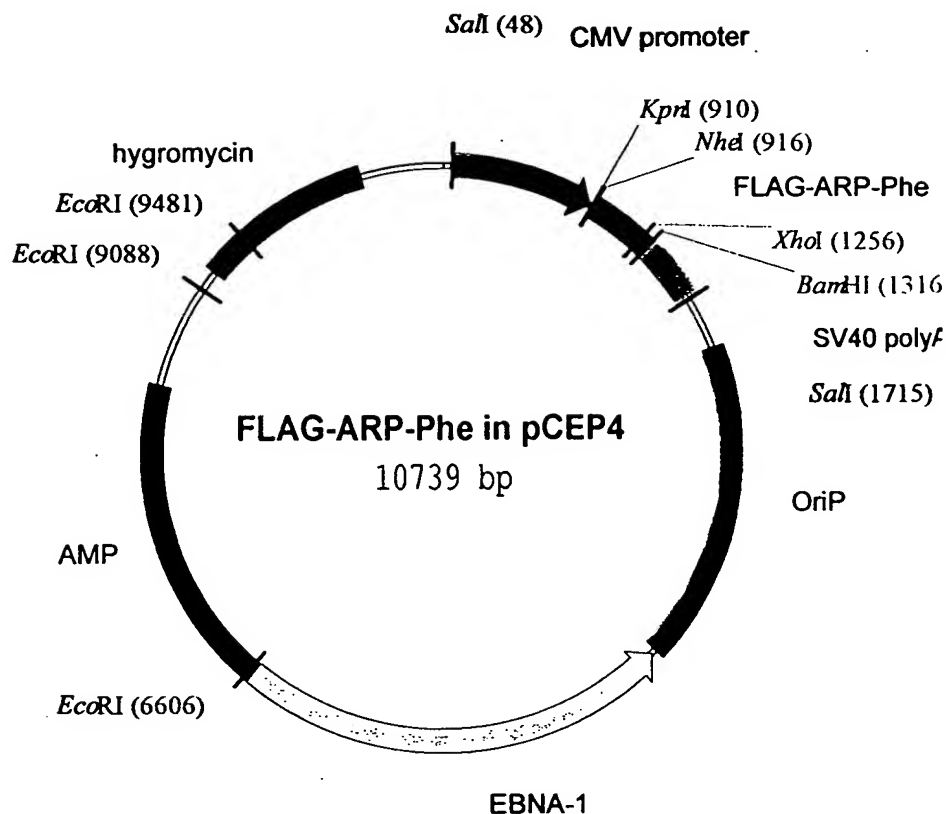 SalI (48)
CMV promoter
KpnI (910)
NheI (916)
hygromycin
FLAG-ARP-Phe
EcoRI (9481)
XhoI (1256)
EcoRI (9088)
BamHI (1316
SV40 polyA
SalI (1715)
FLAG-ARP-Phe in pCEP4
10739 bp
OriP
AMP
EcoRI (6606)
EBNA-1